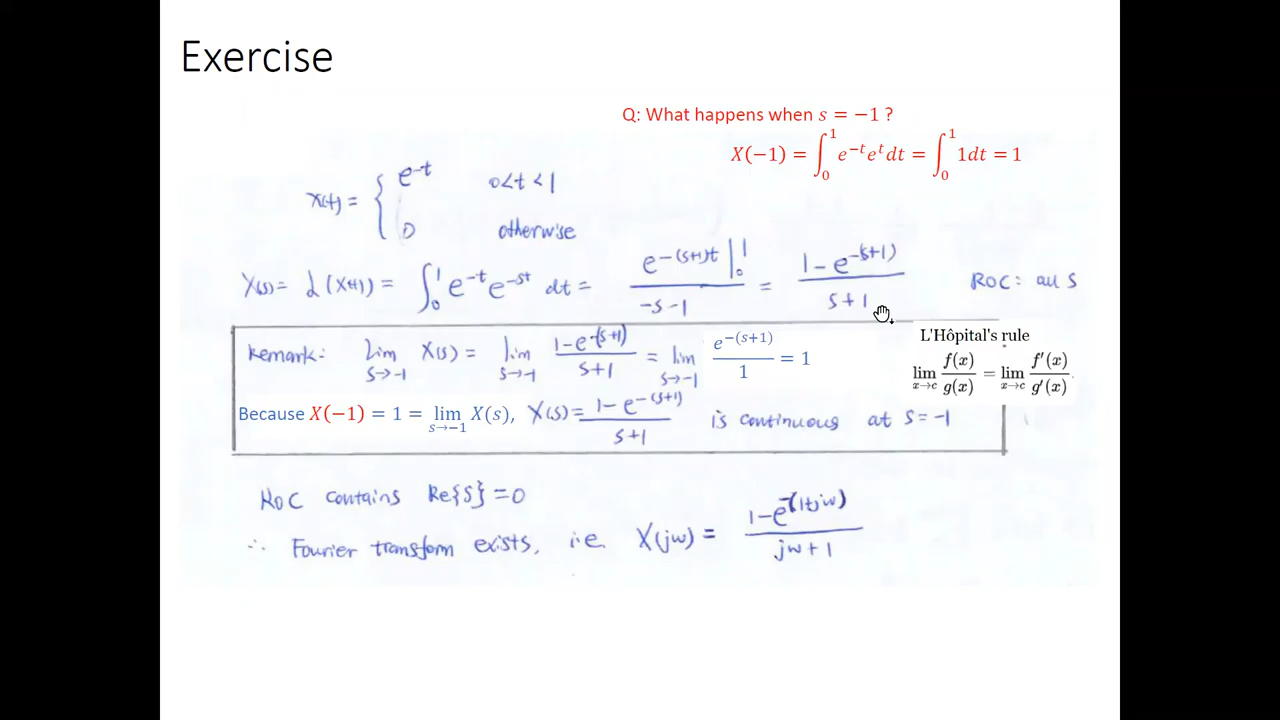 Exercise
Q: What happens when s = −1 ?
X(−1) = ∫₀¹ e^{−t}e^{t}dt = ∫₀¹ 1dt = 1
x(t) = { e^{-t} 0<t<1
0 otherwise
X(s) = L(x(t)) = ∫₀¹ e^{-t} e^{-st} dt = e^{-(s+1)t}|₀¹ / -s-1 = 1-e^{-(s+1)} / s+1 ROC: all s
L'Hôpital's rule
lim x→c f(x)/g(x) = lim x→c f′(x)/g′(x).
Remark: lim s→-1 X(s) = lim s→-1 1-e^{-(s+1)} / s+1 = lim s→-1 e^{−(s+1)} / 1 = 1
Because X(−1) = 1 = lim s→−1 X(s), X(s) = 1-e^{-(s+1)} / s+1 is continuous at s=-1
ROC contains Re{s}=0
∴ Fourier transform exists, i.e. X(jw) = 1-e^{-(1+jw)} / jw+1